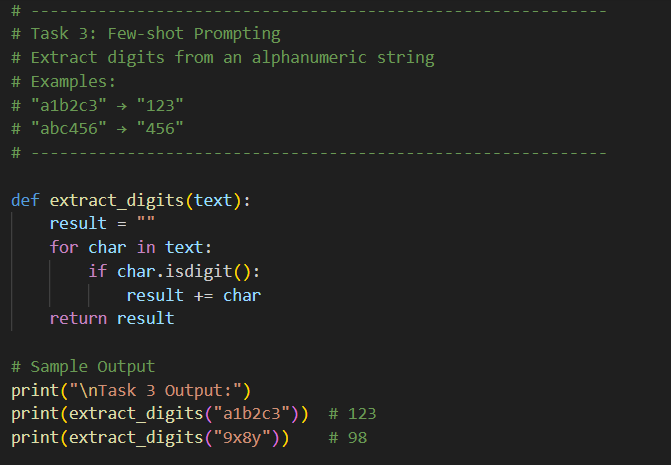 # ------------------------------------------------------------
# Task 3: Few-shot Prompting
# Extract digits from an alphanumeric string
# Examples:
# "a1b2c3" → "123"
# "abc456" → "456"
# ------------------------------------------------------------

def extract_digits(text):
    result = ""
    for char in text:
        if char.isdigit():
            result += char
    return result

# Sample Output
print("\nTask 3 Output:")
print(extract_digits("a1b2c3"))  # 123
print(extract_digits("9x8y"))    # 98